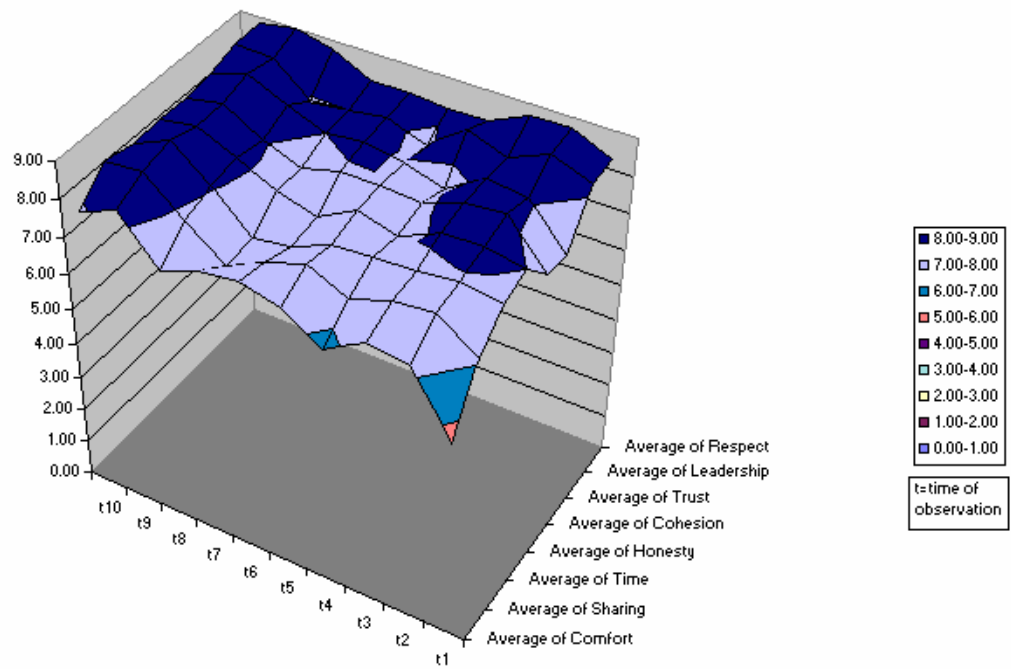 9.00
8.00
7.00
6.00
5.00
4.00
3.00
2.00
1.00
0.00
t10
t9
t8
t7
t6
t5
t4
t3
t2
t1
Average of Respect
Average of Leadership
Average of Trust
Average of Cohesion
Average of Honesty
Average of Time
Average of Sharing
Average of Comfort
8.00-9.00
7.00-8.00
6.00-7.00
5.00-6.00
4.00-5.00
3.00-4.00
2.00-3.00
1.00-2.00
0.00-1.00
t=time of
observation